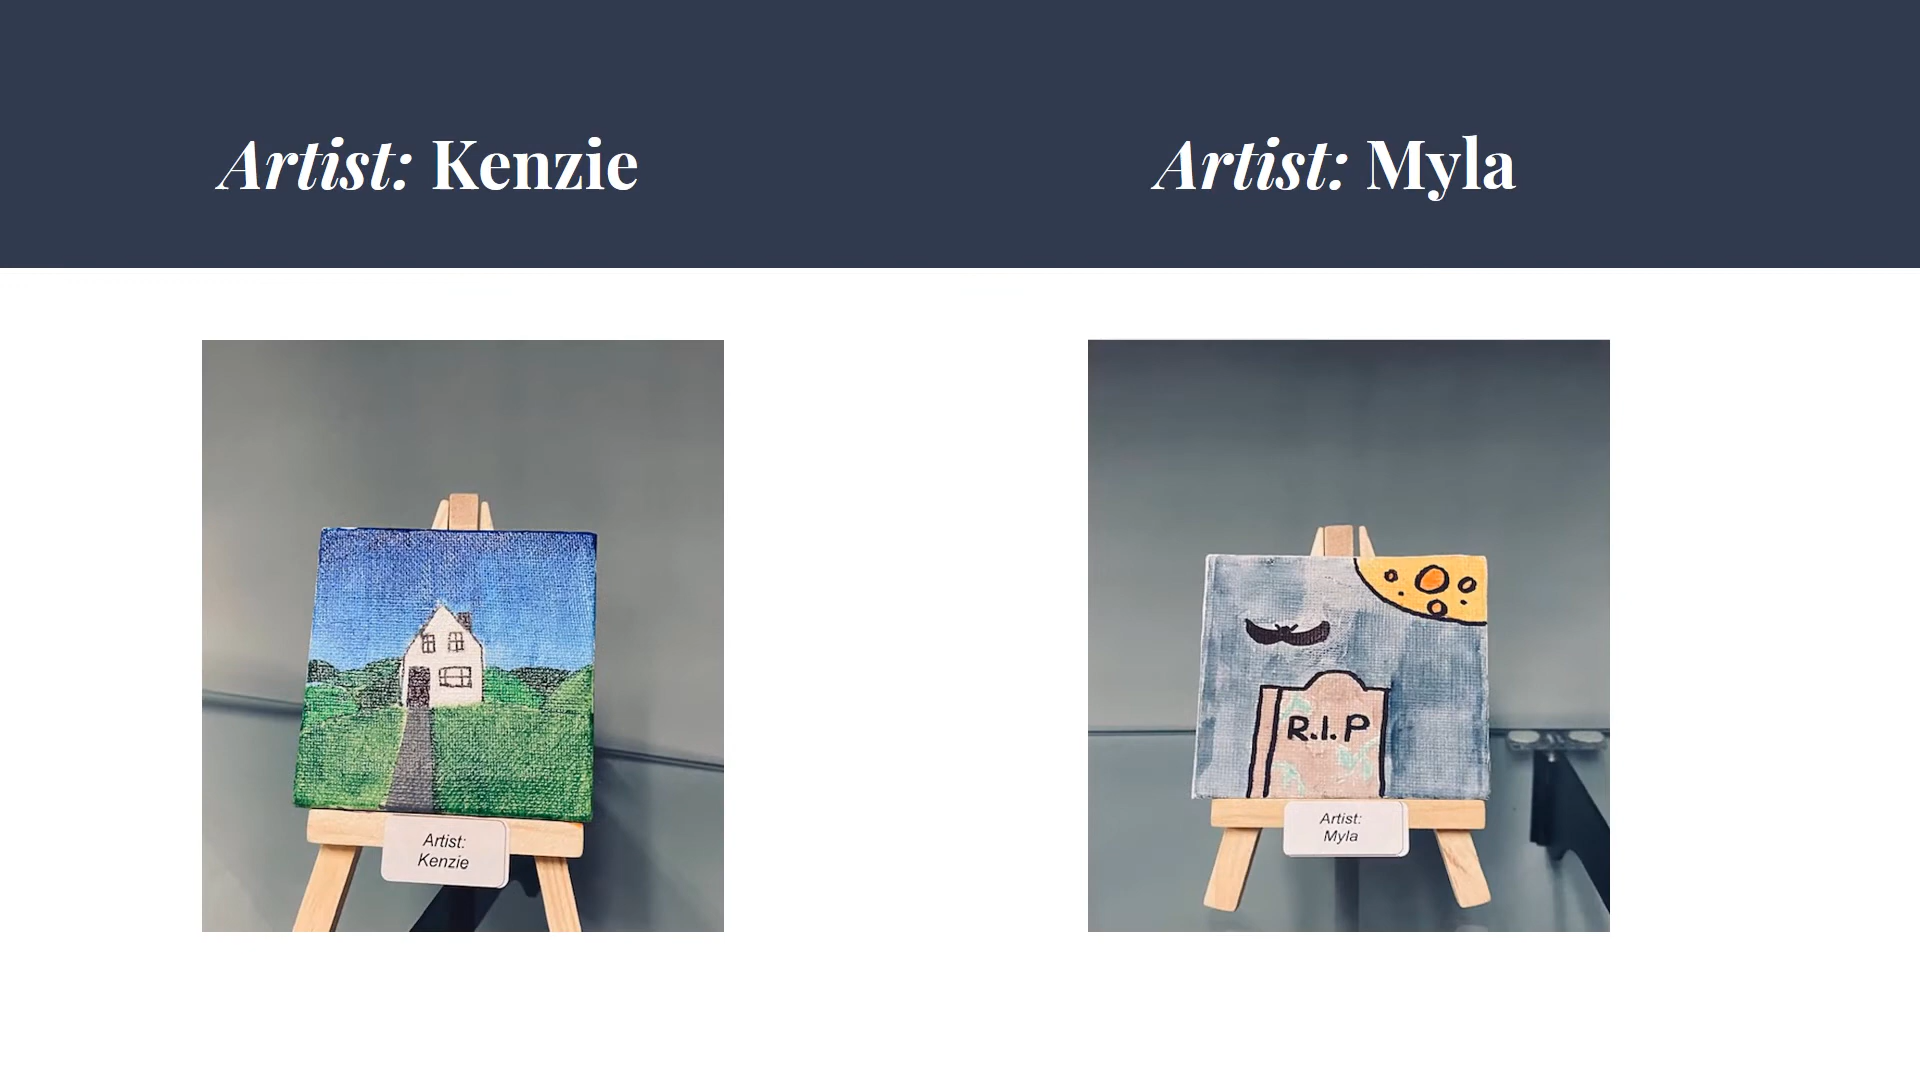 Artist: Kenzie
Artist: Myla
Artist:
Kenzie
R.I.P
Artist:
Myla